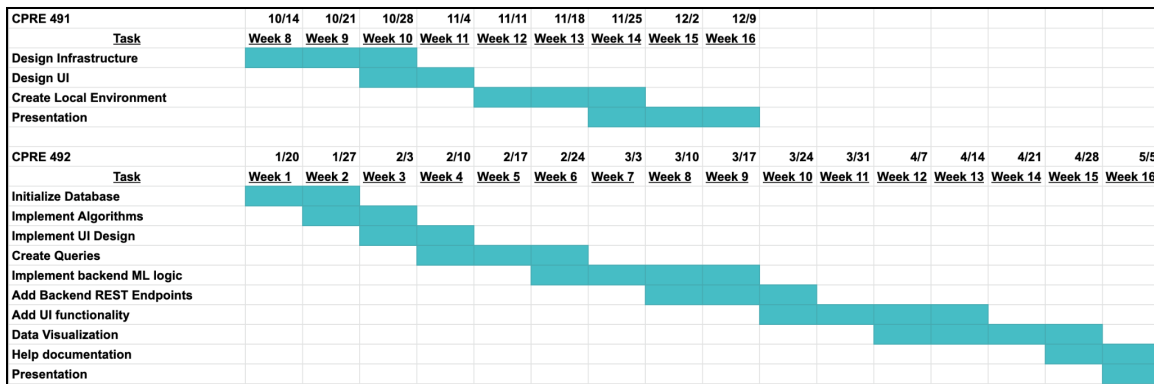 CPRE 491 10/14 10/21 10/28 11/4 11/11 11/18 11/25 12/2 12/9
Task Week 8 Week 9 Week 10 Week 11 Week 12 Week 13 Week 14 Week 15 Week 16
Design Infrastructure
Design UI
Create Local Environment
Presentation
CPRE 492 1/20 1/27 2/3 2/10 2/17 2/24 3/3 3/10 3/17 3/24 3/31 4/7 4/14 4/21 4/28 5/5
Task Week 1 Week 2 Week 3 Week 4 Week 5 Week 6 Week 7 Week 8 Week 9 Week 10 Week 11 Week 12 Week 13 Week 14 Week 15 Week 16
Initialize Database
Implement Algorithms
Implement UI Design
Create Queries
Implement backend ML logic
Add Backend REST Endpoints
Add UI functionality
Data Visualization
Help documentation
Presentation